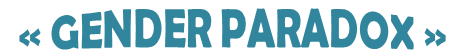 « GENDER PARADOX »